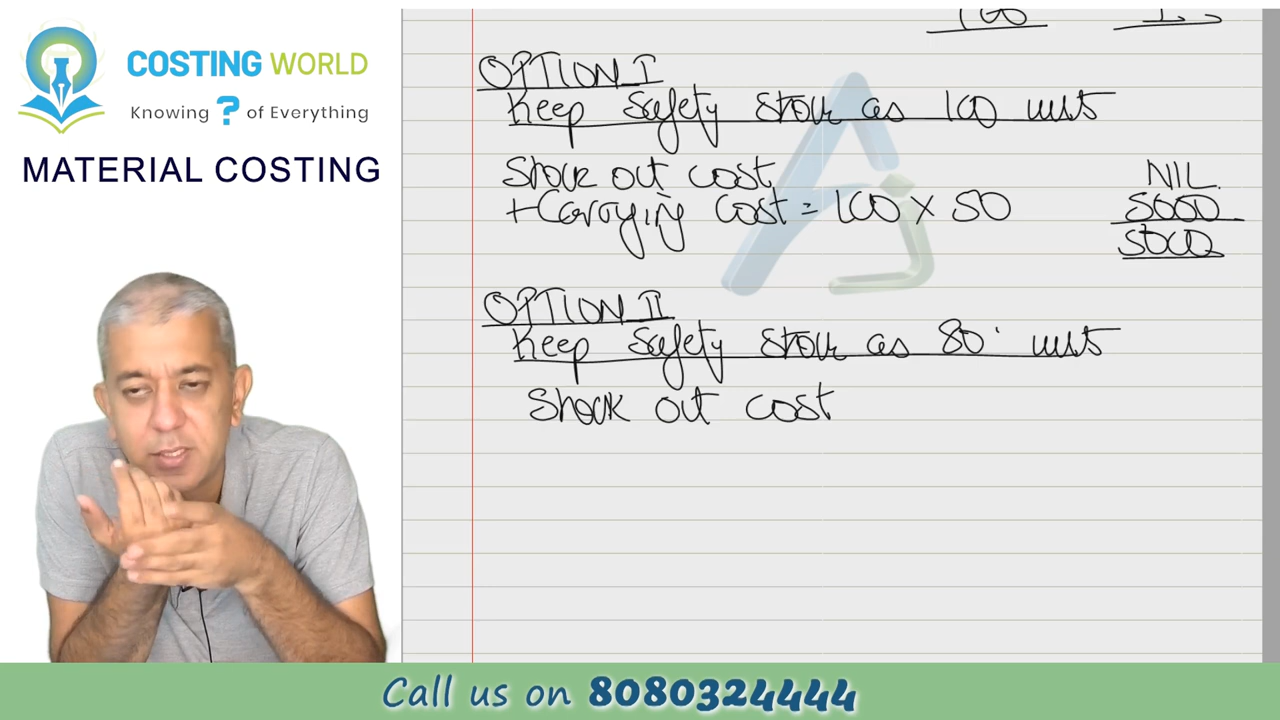 COSTING WORLD
Knowing ? of Everything
MATERIAL COSTING
100
OPTION I
Keep Safety Stock as 100 units
Stock out cost NIL
+Carrying cost = 100 X 50 5000
5000
OPTION II
Keep Safety Stock as 80 units
Stock out cost
Call us on 8080324444